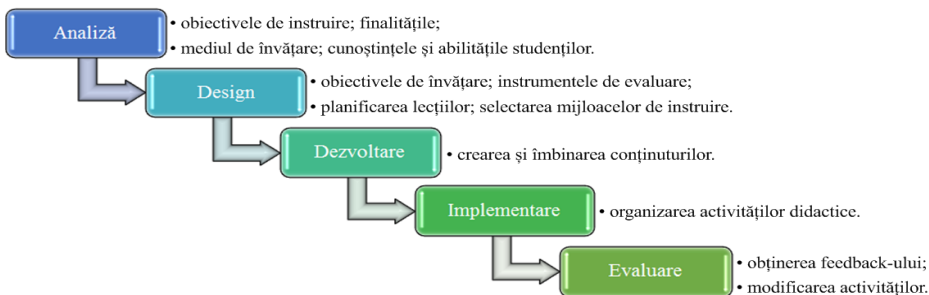 Analiză
• obiectivele de instruire; finalitățile;
• mediul de învățare; cunoștințele și abilitățile studenților.
Design
• obiectivele de învățare; instrumentele de evaluare;
• planificarea lecțiilor; selectarea mijloacelor de instruire.
Dezvoltare
• crearea și îmbinarea conținuturilor.
Implementare
• organizarea activităților didactice.
Evaluare
• obținerea feedback-ului;
• modificarea activităților.